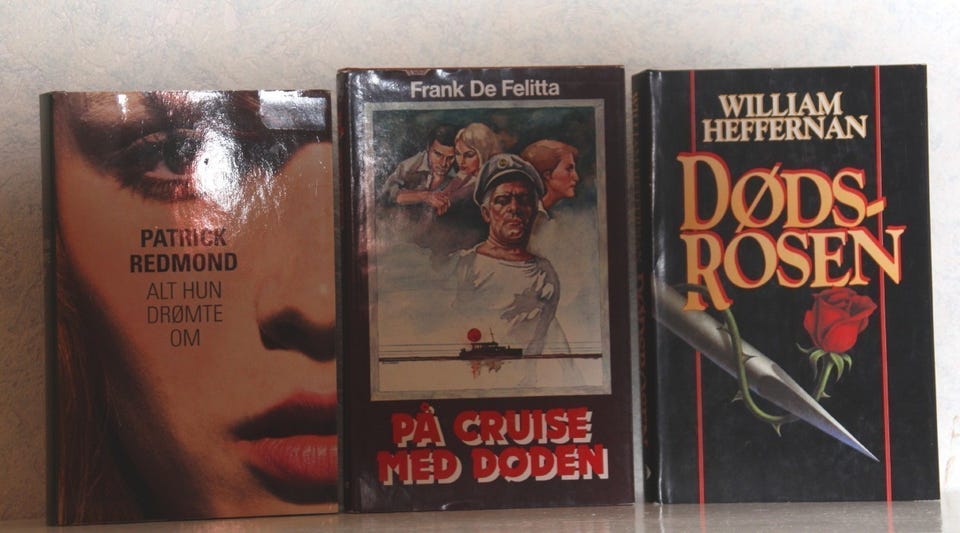 PATRICK
REDMOND
ALT HUN
DRØMTE
OM
Frank De Felitta
PÅ CRUISE
MED DØDEN
WILLIAM
HEFFERNAN
DØDS-
ROSEN